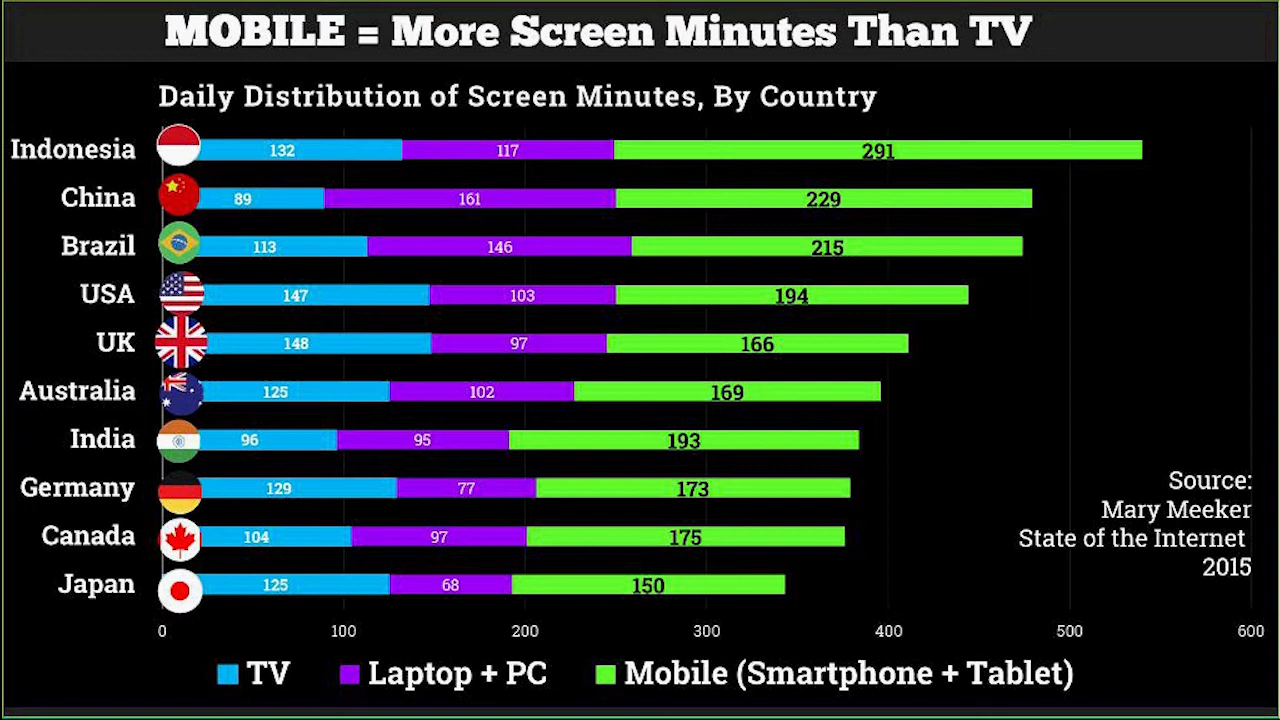 MOBILE = More Screen Minutes Than TV
Daily Distribution of Screen Minutes, By Country
Indonesia 132 117 291
China 89 161 229
Brazil 113 146 215
USA 147 103 194
UK 148 97 166
Australia 125 102 169
India 96 95 193
Germany 129 77 173
Canada 104 97 175
Japan 125 68 150
0 100 200 300 400 500 600
TV Laptop + PC Mobile (Smartphone + Tablet)
Source:
Mary Meeker
State of the Internet
2015